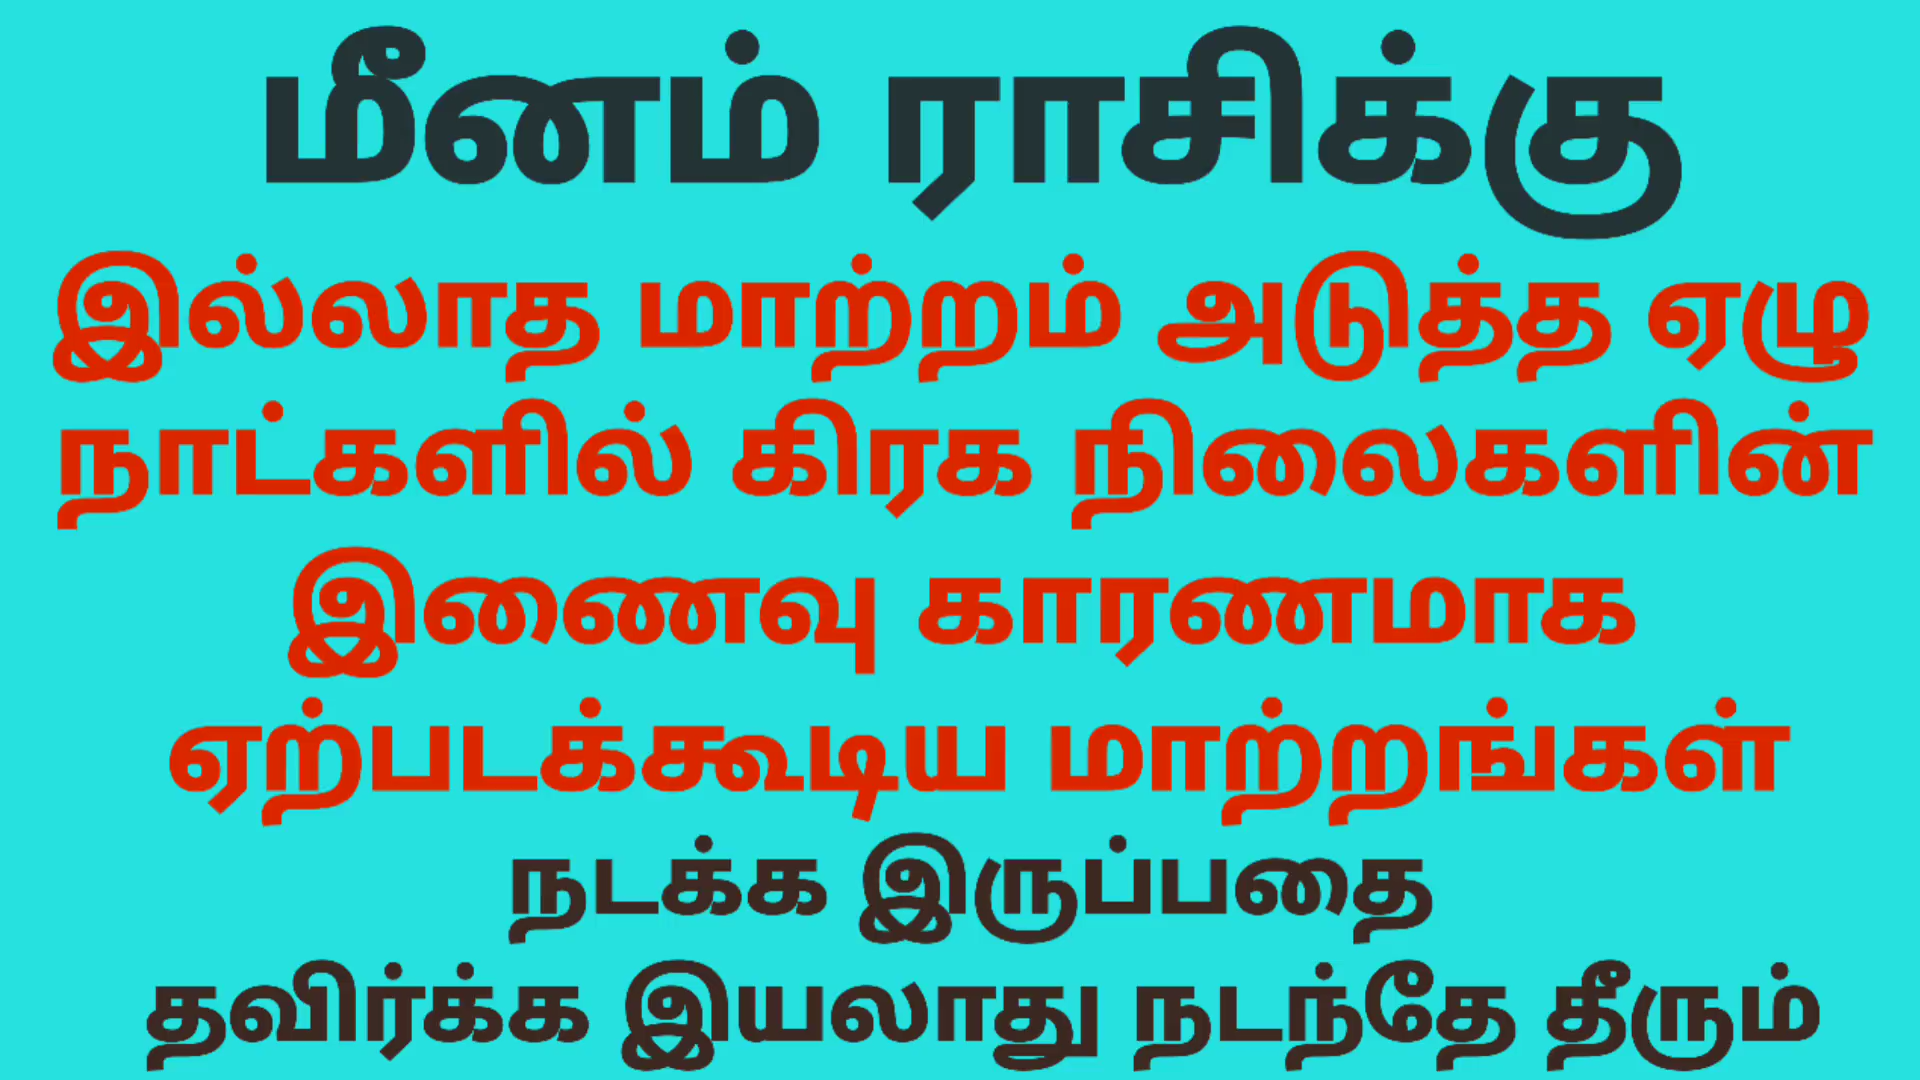 மீனம் ராசிக்கு
இல்லாத மாற்றம் அடுத்த ஏழு
நாட்களில் கிரக நிலைகளின்
இணைவு காரணமாக
ஏற்படக்கூடிய மாற்றங்கள்
நடக்க இருப்பதை
தவிர்க்க இயலாது நடந்தே தீரும்